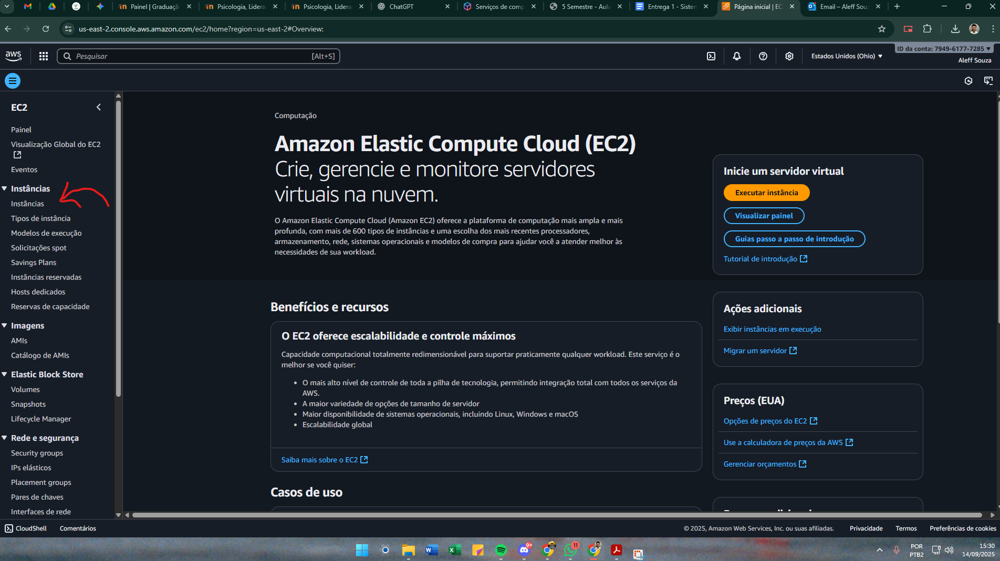 Painel | Graduaçã
Psicologia, Lidera
Psicologia, Lidera
ChatGPT
Serviços de comp
5 Semestre - Aula
Entrega 1 - Sister
Página inicial | EC
Email – Aleff Souz
us-east-2.console.aws.amazon.com/ec2/home?region=us-east-2#Overview:
aws
Pesquisar
[Alt+S]
Estados Unidos (Ohio)
ID da conta: 7949-6177-7285
Aleff Souza
EC2
Painel
Visualização Global do EC2
Eventos
Instâncias
Instâncias
Tipos de instância
Modelos de execução
Solicitações spot
Savings Plans
Instâncias reservadas
Hosts dedicados
Reservas de capacidade
Imagens
AMIs
Catálogo de AMIs
Elastic Block Store
Volumes
Snapshots
Lifecycle Manager
Rede e segurança
Security groups
IPs elásticos
Placement groups
Pares de chaves
Interfaces de rede
Computação
Amazon Elastic Compute Cloud (EC2)
Crie, gerencie e monitore servidores
virtuais na nuvem.
O Amazon Elastic Compute Cloud (Amazon EC2) oferece a plataforma de computação mais ampla e mais
profunda, com mais de 600 tipos de instâncias e uma escolha dos mais recentes processadores,
armazenamento, rede, sistemas operacionais e modelos de compra para ajudar você a atender melhor às
necessidades de sua workload.
Inicie um servidor virtual
Executar instância
Visualizar painel
Guias passo a passo de introdução
Tutorial de introdução
Benefícios e recursos
O EC2 oferece escalabilidade e controle máximos
Capacidade computacional totalmente redimensionável para suportar praticamente qualquer workload. Este serviço é o
melhor se você quiser:
• O mais alto nível de controle de toda a pilha de tecnologia, permitindo integração total com todos os serviços da
AWS.
• A maior variedade de opções de tamanho de servidor
• Maior disponibilidade de sistemas operacionais, incluindo Linux, Windows e macOS
• Escalabilidade global
Saiba mais sobre o EC2
Casos de uso
Ações adicionais
Exibir instâncias em execução
Migrar um servidor
Preços (EUA)
Opções de preços do EC2
Use a calculadora de preços da AWS
Gerenciar orçamentos
CloudShell
Comentários
© 2025, Amazon Web Services, Inc. ou suas afiliadas.
Privacidade
Termos
Preferências de cookies
9+
11
POR
PTB2
15:30
14/09/2025